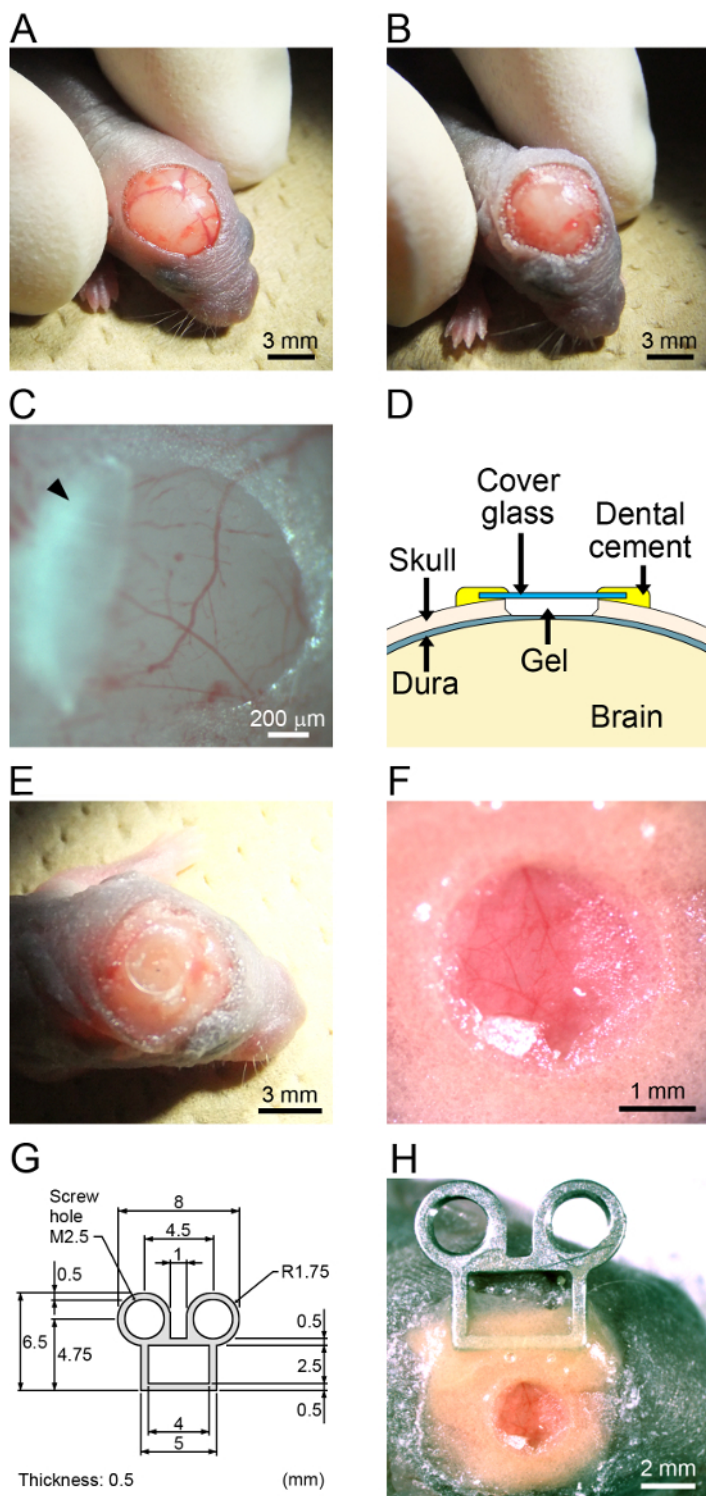 A
B
3 mm
3 mm
C
D
Cover
glass
Dental
cement
Skull
Gel
Dura
Brain
200 μm
E
F
3 mm
1 mm
G
H
Screw
hole
M2.5
8
4.5
1
R1.75
0.5
6.5
4.75
0.5
2.5
0.5
4
5
Thickness: 0.5
(mm)
2 mm